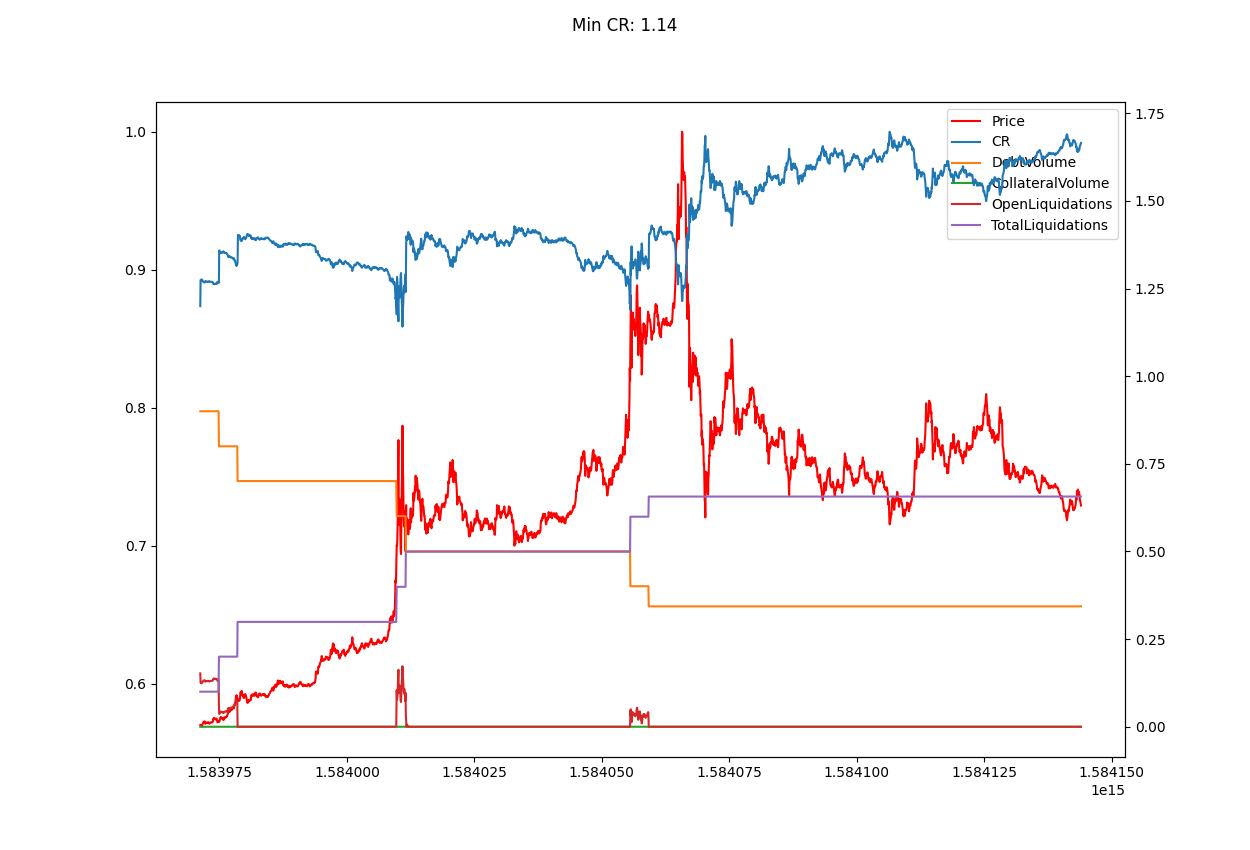 Min CR: 1.14
1.0
0.9
0.8
0.7
0.6
1.75
1.50
1.25
1.00
0.75
0.50
0.25
0.00
Price
CR
DebtVolume
CollateralVolume
OpenLiquidations
TotalLiquidations
1.583975 1.584000 1.584025 1.584050 1.584075 1.584100 1.584125 1.584150
1e15